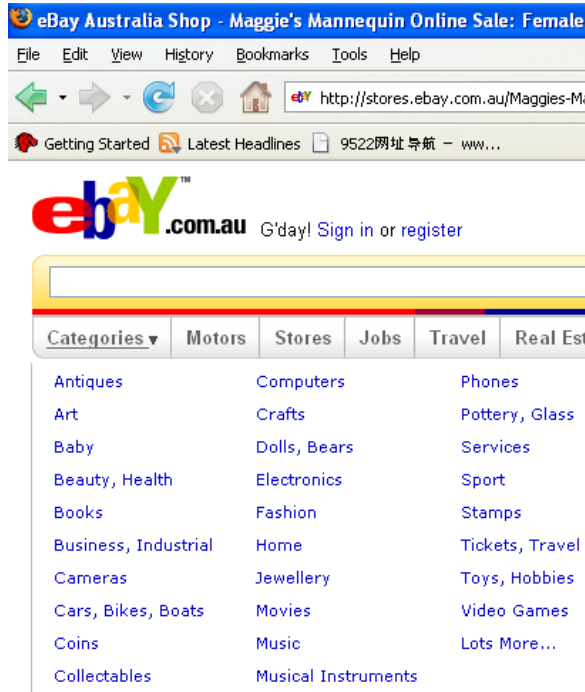 eBay Australia Shop - Maggie's Mannequin Online Sale: Female
File Edit View History Bookmarks Tools Help
ebY http://stores.ebay.com.au/Maggies-Ma
Getting Started Latest Headlines 9522网址导航 - ww...
ebaY™.com.au G'day! Sign in or register
Categories ▾ Motors Stores Jobs Travel Real Est
Antiques Computers Phones
Art Crafts Pottery, Glass
Baby Dolls, Bears Services
Beauty, Health Electronics Sport
Books Fashion Stamps
Business, Industrial Home Tickets, Travel
Cameras Jewellery Toys, Hobbies
Cars, Bikes, Boats Movies Video Games
Coins Music Lots More...
Collectables Musical Instruments